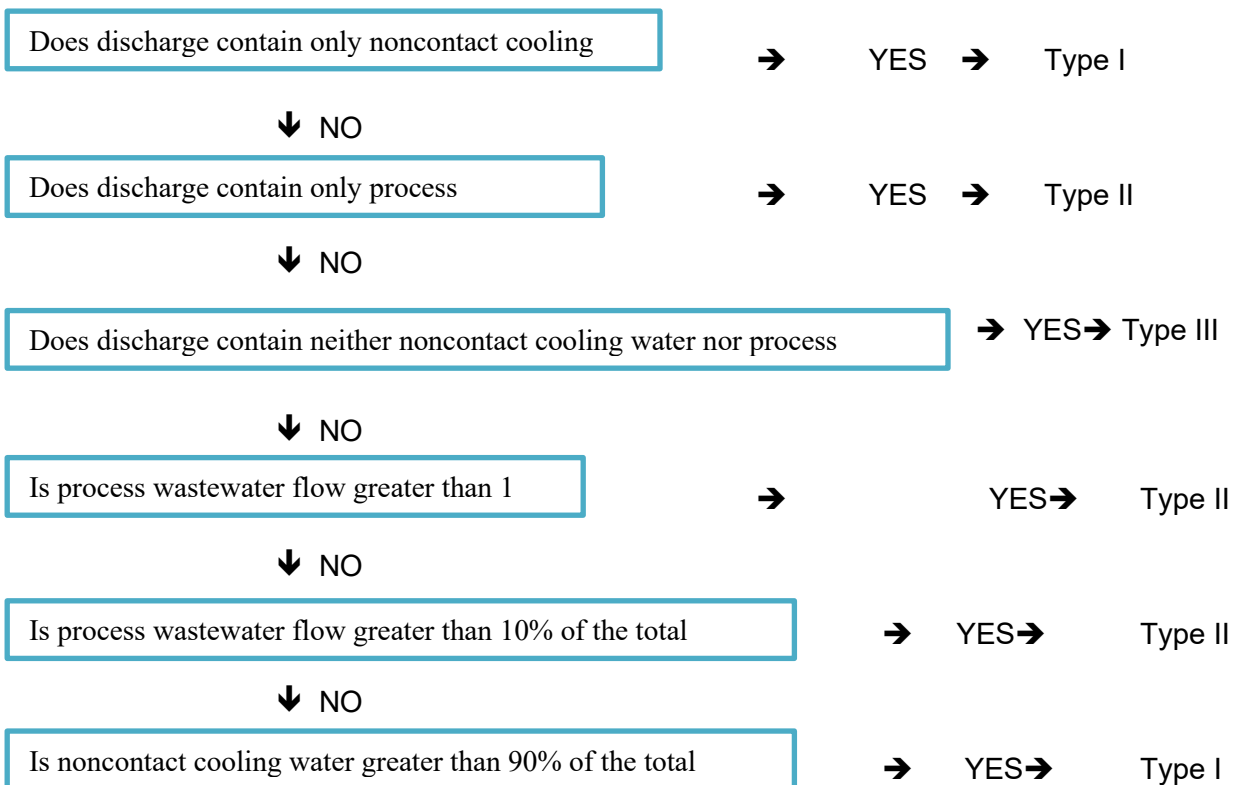 Does discharge contain only noncontact cooling ➔ YES ➔ Type I
🡻 NO
Does discharge contain only process ➔ YES ➔ Type II
🡻 NO
Does discharge contain neither noncontact cooling water nor process ➔ YES➔ Type III
🡻 NO
Is process wastewater flow greater than 1 ➔ YES➔ Type II
🡻 NO
Is process wastewater flow greater than 10% of the total ➔ YES➔ Type II
🡻 NO
Is noncontact cooling water greater than 90% of the total ➔ YES➔ Type I